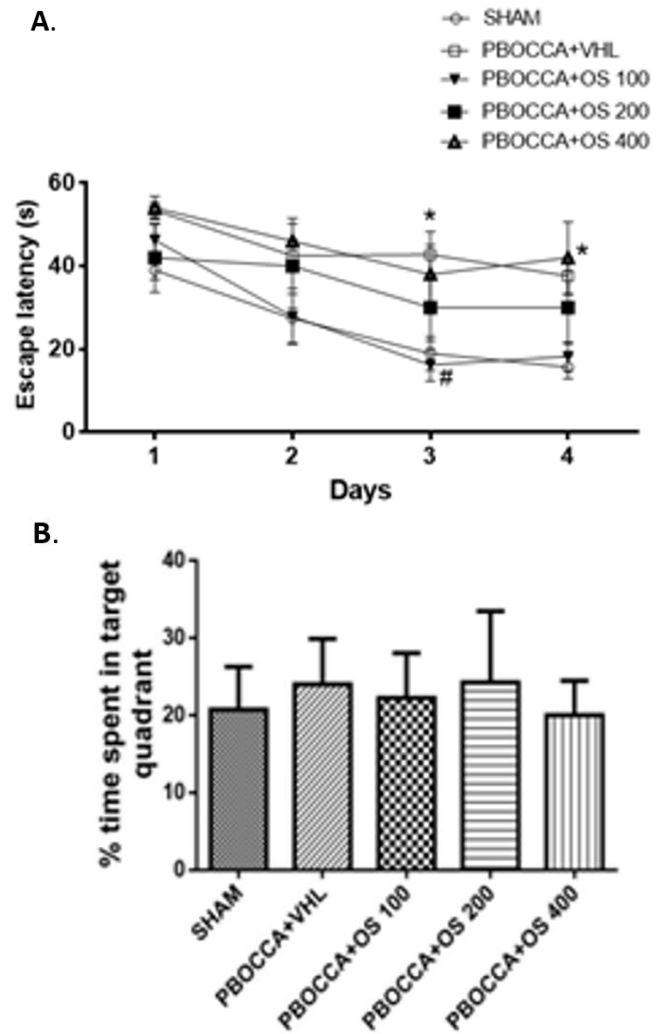 A.
SHAM
PBOCCA+VHL
PBOCCA+OS 100
PBOCCA+OS 200
PBOCCA+OS 400
Escape latency (s)
60
40
20
0
*
*
#
1 2 3 4
Days
B.
% time spent in target
quadrant
40
30
20
10
0
SHAM
PBOCCA+VHL
PBOCCA+OS 100
PBOCCA+OS 200
PBOCCA+OS 400